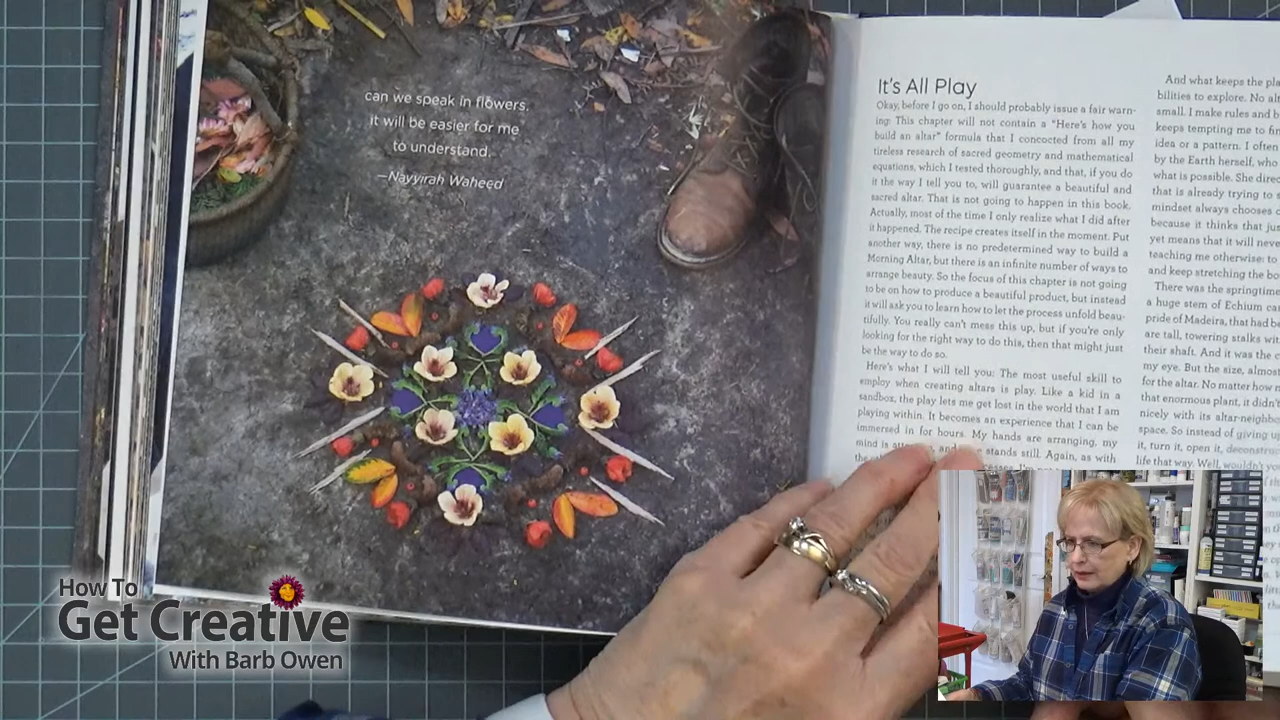 can we speak in flowers.
it will be easier for me
to understand.
—Nayyirah Waheed
It's All Play
Okay, before I go on, I should probably issue a fair warn-
ing: This chapter will not contain a "Here's how you
build an altar" formula that I concocted from all my
tireless research of sacred geometry and mathematical
equations, which I tested thoroughly, and that, if you do
it the way I tell you to, will guarantee a beautiful and
sacred altar. That is not going to happen in this book.
Actually, most of the time I only realize what I did after
it happened. The recipe creates itself in the moment. Put
another way, there is no predetermined way to build a
Morning Altar, but there is an infinite number of ways to
arrange beauty. So the focus of this chapter is not going
to be on how to produce a beautiful product, but instead
it will ask you to learn how to let the process unfold beau-
tifully. You really can't mess this up, but if you're only
looking for the right way to do this, then that might just
be the way to do so.
Here's what I will tell you: The most useful skill to
employ when creating altars is play. Like a kid in a
sandbox, the play lets me get lost in the world that I am
playing within. It becomes an experience that I can be
immersed in for hours. My hands are arranging, my
mind is and stands still. Again, as with
And what keeps the
bilities to explore. No
small. I make rules and
keeps tempting me to
idea or a pattern. I often
by the Earth herself, who
what is possible. She
that is already trying to
mindset always chooses
because it thinks that
yet means that it will
teaching me otherwise: to
and keep stretching the
There was the
a huge stem of Echium
pride of Madeira, that had
are tall, towering stalks
their shaft. And it was the
my eye. But the size,
for the altar. No matter how
that enormous plant, it didn't
nicely with its
space. So instead of giving
it, turn it, open it,
life that way. Well, wouldn't
How To
Get Creative
With Barb Owen